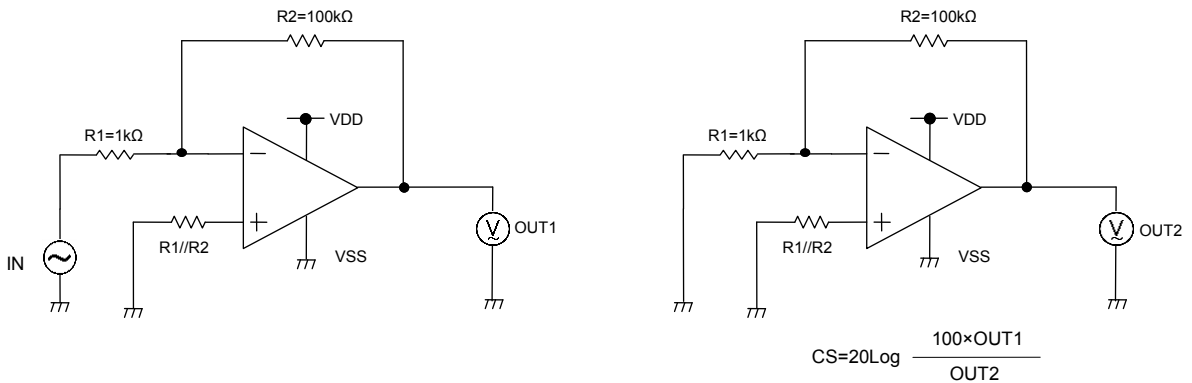 R2=100kΩ
VDD
R1=1kΩ
−
+
R1//R2
VSS
V
OUT1
IN
R2=100kΩ
VDD
R1=1kΩ
−
+
R1//R2
VSS
V
OUT2
CS=20Log 100×OUT1
OUT2